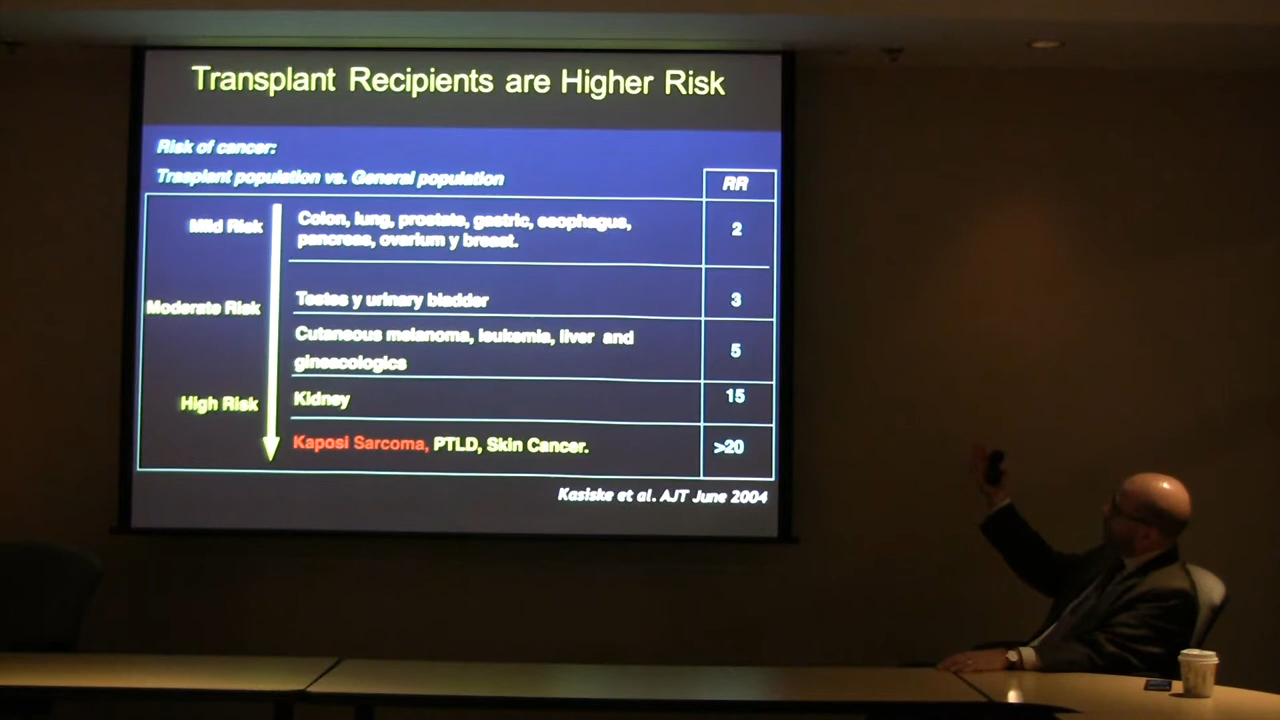 Transplant Recipients are Higher Risk
Risk of cancer:
Trasplant population vs. General population
RR
Mild Risk
Colon, lung, prostate, gastric, esophagus,
pancreas, ovarium y breast.
2
Moderate Risk
Testes y urinary bladder
3
Cutaneous melanoma, leukemia, liver and
gineacologics
5
High Risk
Kidney
15
Kaposi Sarcoma, PTLD, Skin Cancer.
>20
Kasiske et al. AJT June 2004